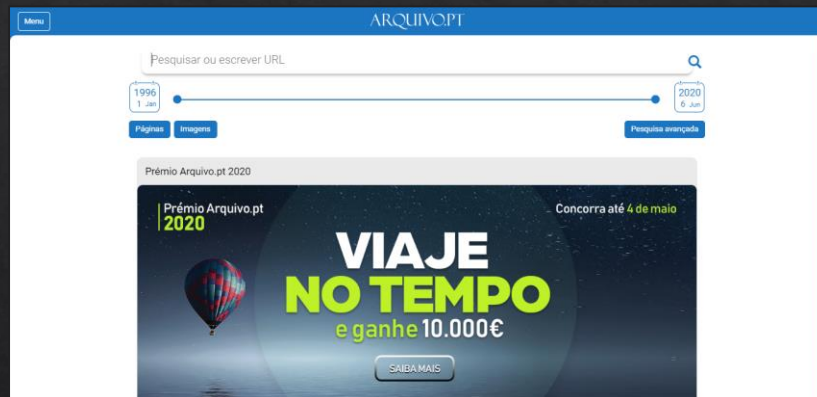 Menu
ARQUIVO.PT
Pesquisar ou escrever URL
1996
1 Jan
2020
6 Jun
Páginas
Imagens
Pesquisa avançada
Prémio Arquivo.pt 2020
Prémio Arquivo.pt
2020
Concorra até 4 de maio
VIAJE
NO TEMPO
e ganhe 10.000€
SAIBA MAIS